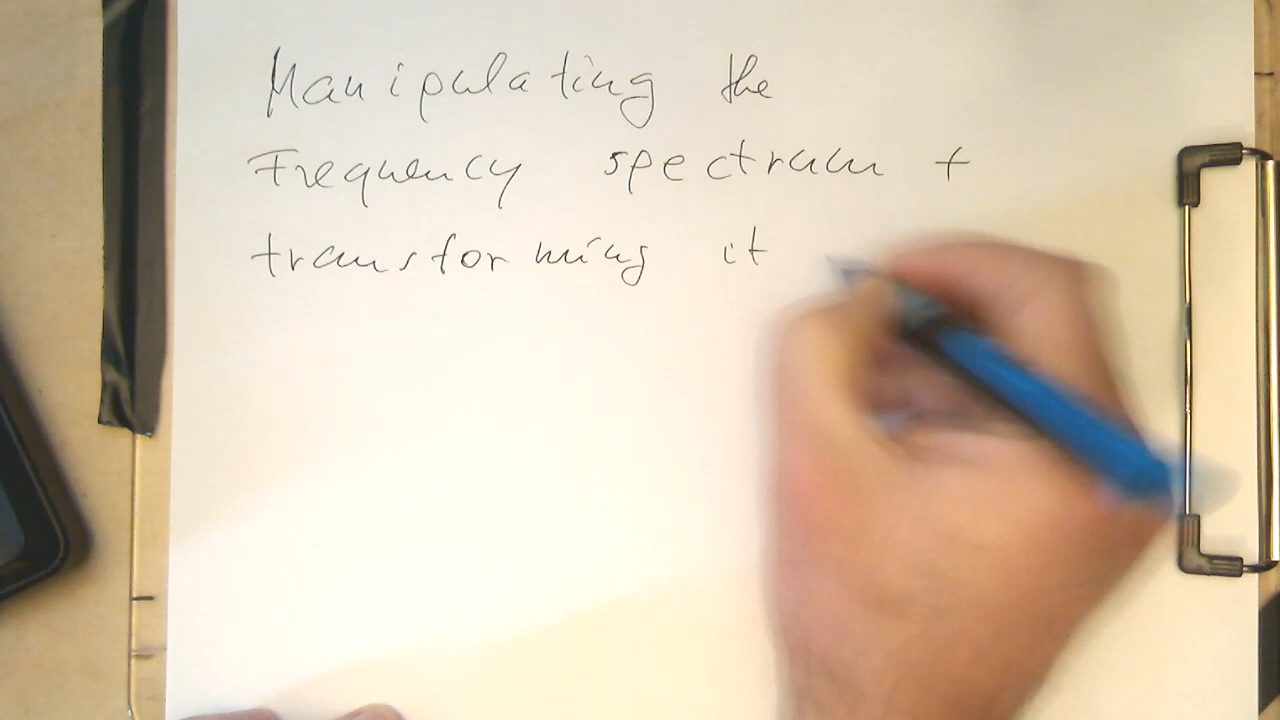 Manipulating the
Frequency spectrum +
transforming it